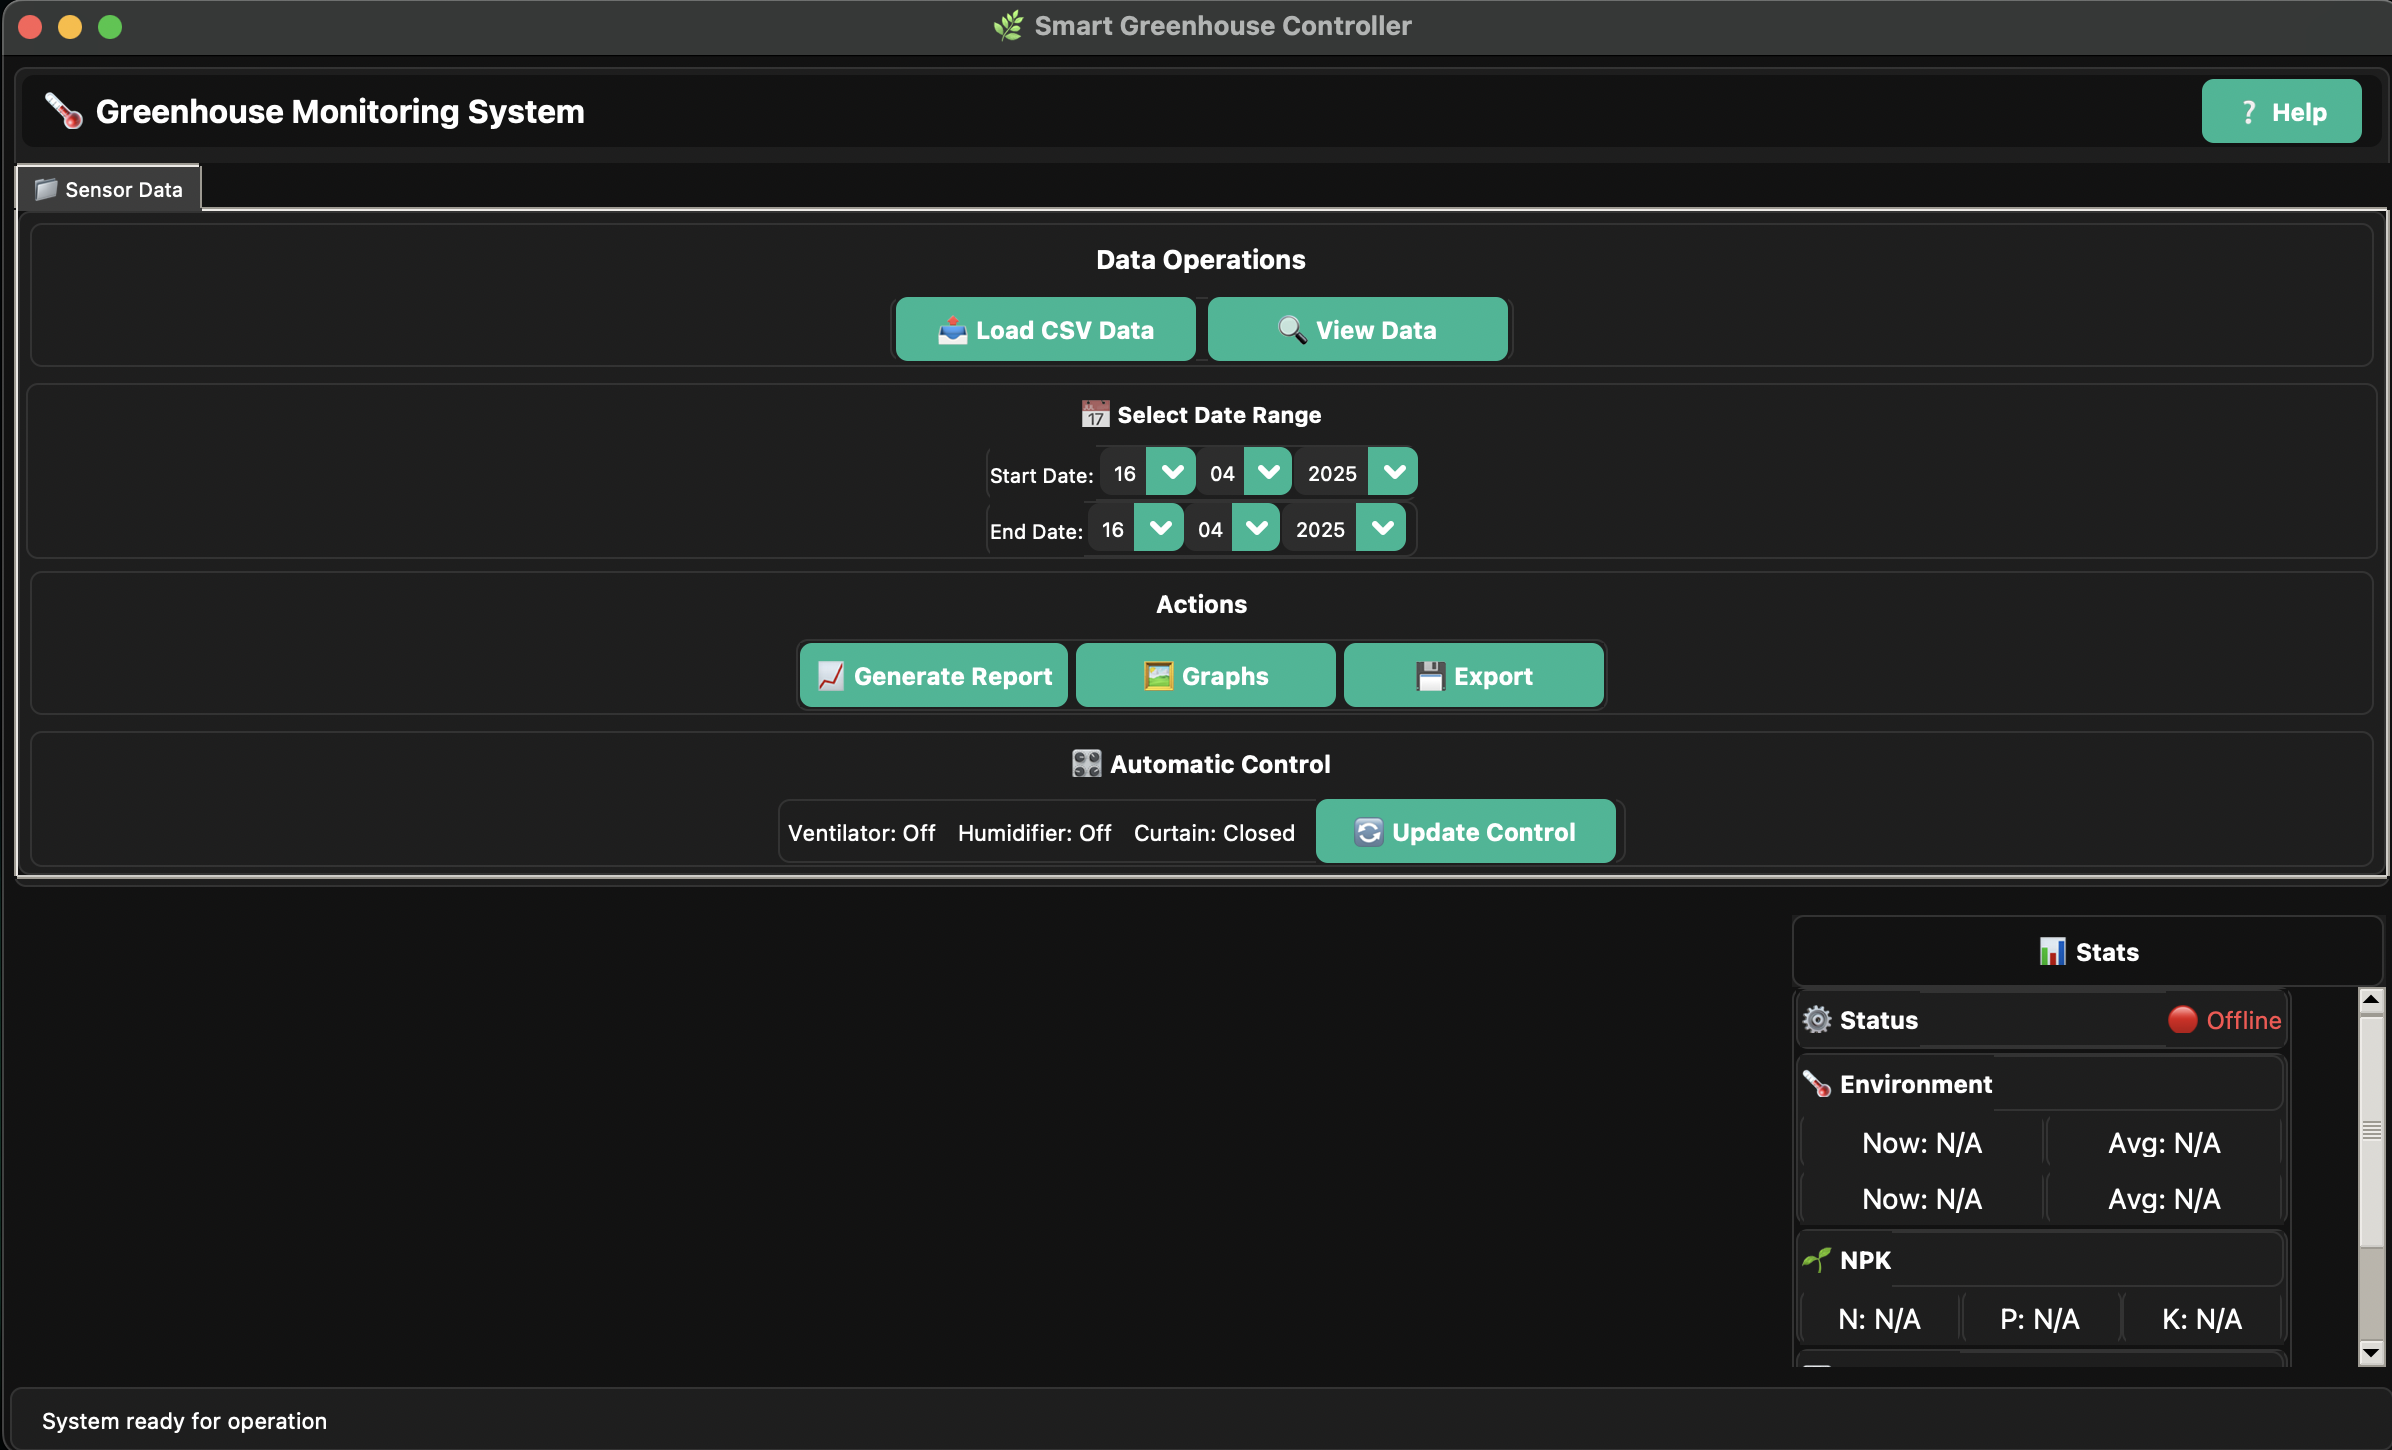 Smart Greenhouse Controller
Greenhouse Monitoring System
? Help
Sensor Data
Data Operations
Load CSV Data View Data
17 Select Date Range
Start Date: 16 04 2025
End Date: 16 04 2025
Actions
Generate Report Graphs Export
Automatic Control
Ventilator: Off Humidifier: Off Curtain: Closed Update Control
Stats
Status Offline
Environment
Now: N/A Avg: N/A
Now: N/A Avg: N/A
NPK
N: N/A P: N/A K: N/A
System ready for operation